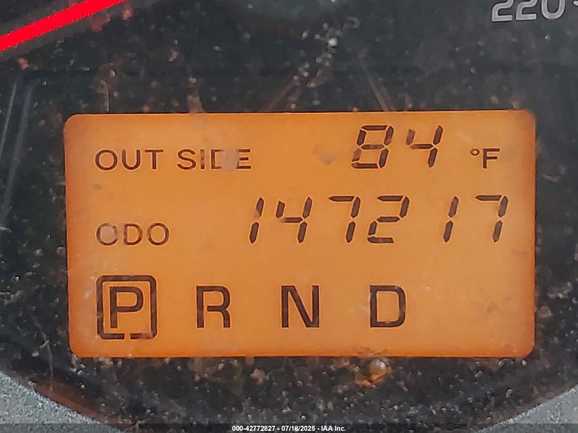 220
OUT SIDE 84 °F
ODO 147217
P R N D
000-42772827 - 07/18/2025 - IAA Inc.